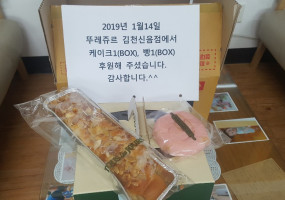 2019년 1월14일
뚜레쥬르 김천신음점에서
케이크1(BOX), 빵1(BOX)
후원해 주셨습니다.
감사합니다.^^